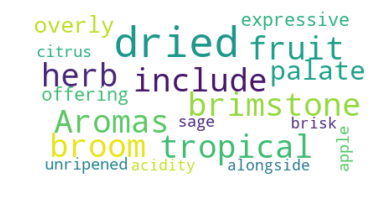 overly expressive
citrus dried fruit
herb include palate
offering brimstone
Aromas sage brisk
broom tropical apple
unripened acidity alongside